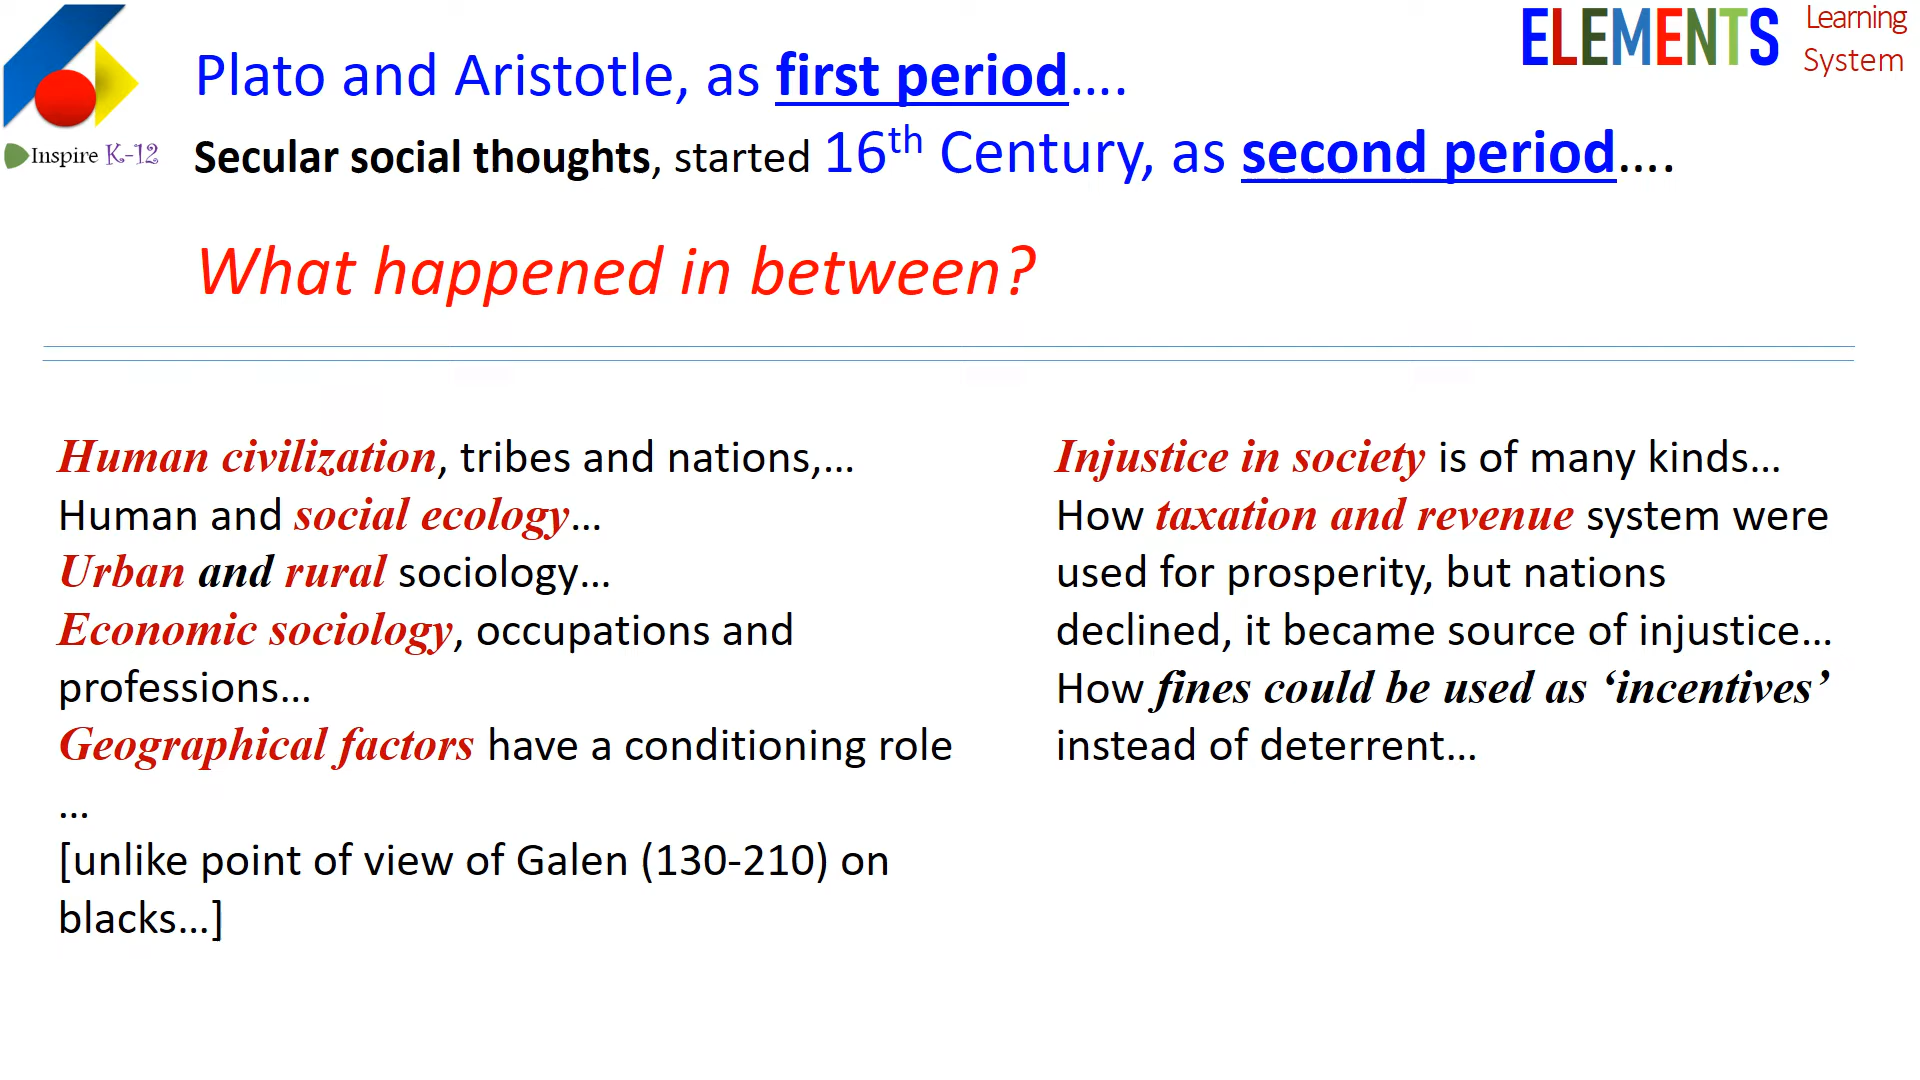 Plato and Aristotle, as first period....
Secular social thoughts, started 16th Century, as second period....
What happened in between?
ELEMENTS
Learning
System
Inspire K-12
Human civilization, tribes and nations,...
Human and social ecology...
Urban and rural sociology...
Economic sociology, occupations and
professions...
Geographical factors have a conditioning role
...
[unlike point of view of Galen (130-210) on
blacks...]
Injustice in society is of many kinds...
How taxation and revenue system were
used for prosperity, but nations
declined, it became source of injustice...
How fines could be used as ‘incentives’
instead of deterrent...